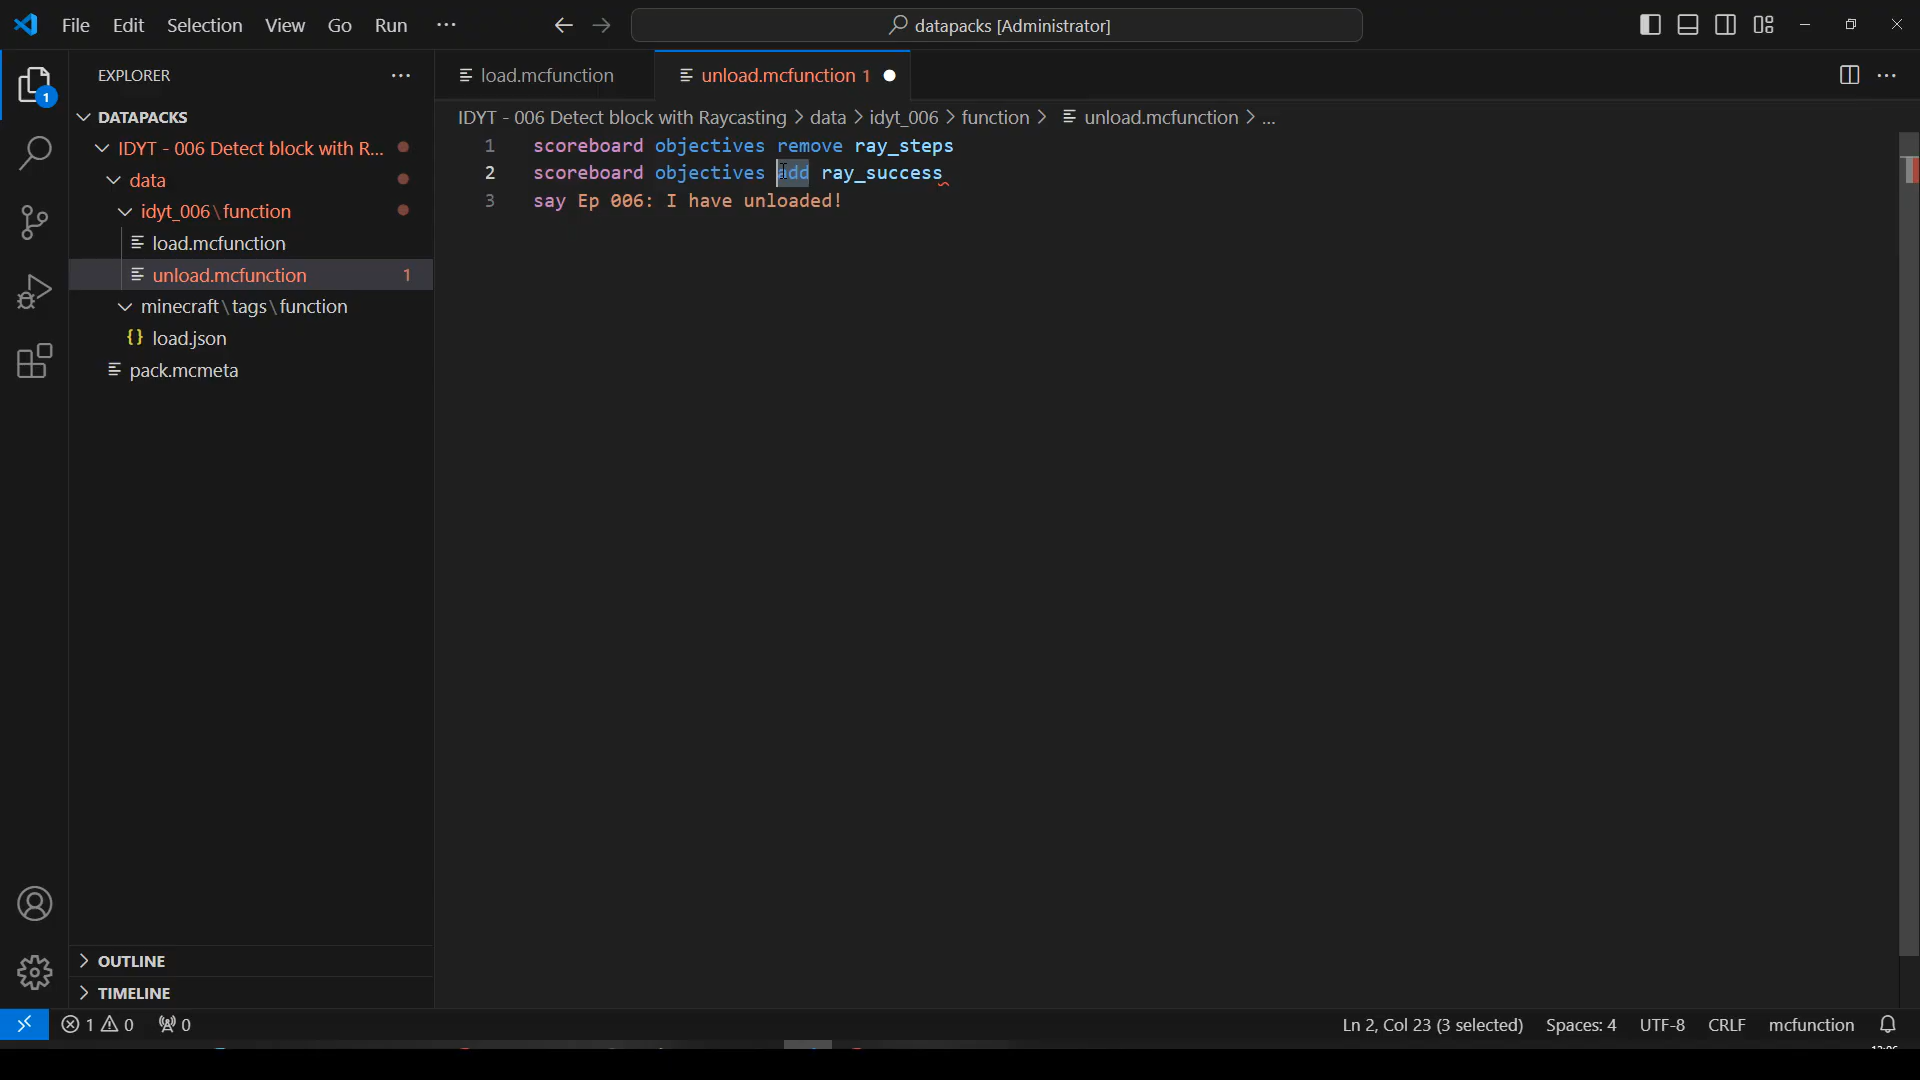 File Edit Selection View Go Run ···
datapacks [Administrator]
EXPLORER ···
load.mcfunction
unload.mcfunction 1
1
DATAPACKS
IDYT - 006 Detect block with R...
data
idyt_006\function
load.mcfunction
unload.mcfunction 1
minecraft\tags\function
{} load.json
pack.mcmeta
IDYT - 006 Detect block with Raycasting > data > idyt_006 > function > unload.mcfunction > ...
1 scoreboard objectives remove ray_steps
2 scoreboard objectives add ray_success
3 say Ep 006: I have unloaded!
OUTLINE
TIMELINE
1 0 0
Ln 2, Col 23 (3 selected) Spaces: 4 UTF-8 CRLF mcfunction